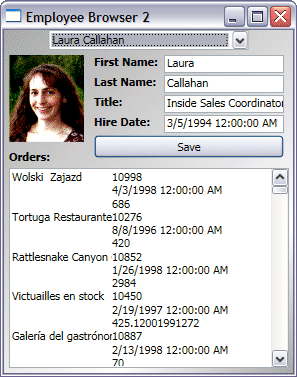 Employee Browser 2
Laura Callahan
First Name: Laura
Last Name: Callahan
Title: Inside Sales Coordinator
Hire Date: 3/5/1994 12:00:00 AM
Save
Orders:
Wolski Zajazd 10998
4/3/1998 12:00:00 AM
686
Tortuga Restaurante 10276
8/8/1996 12:00:00 AM
420
Rattlesnake Canyon 10852
1/26/1998 12:00:00 AM
2984
Victuailles en stock 10450
2/19/1997 12:00:00 AM
425.12001991272
Galería del gastrónor 10887
2/13/1998 12:00:00 AM
70